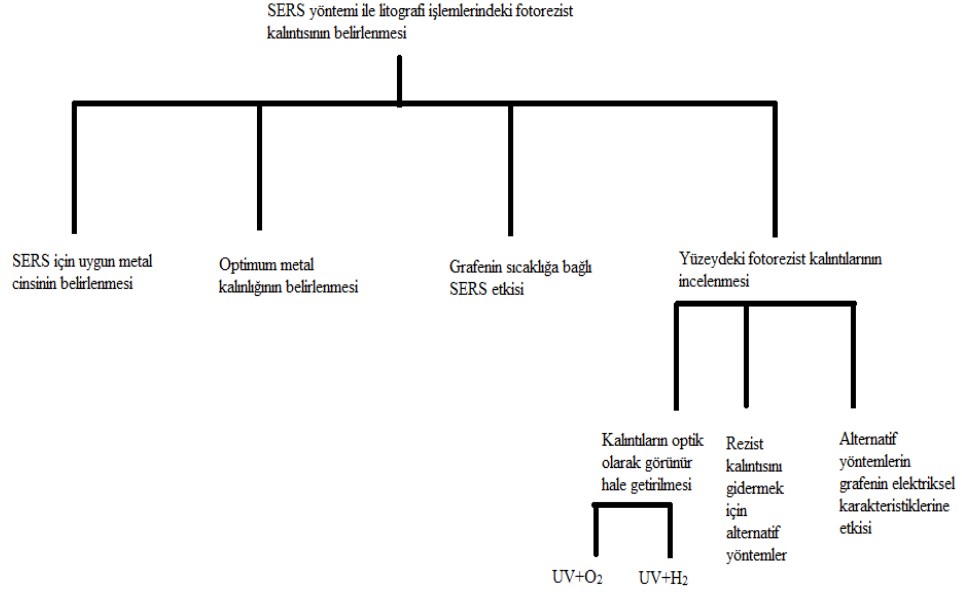 SERS yöntemi ile litografi işlemlerindeki fotorezist
kalıntısının belirlenmesi
SERS için uygun metal
cinsinin belirlenmesi
Optimum metal
kalınlığının belirlenmesi
Grafenin sıcaklığa bağlı
SERS etkisi
Yüzeydeki fotorezist kalıntılarının
incelenmesi
Kalıntıların optik
olarak görünür
hale getirilmesi
Rezist
kalıntısını
gidermek
için
alternatif
yöntemler
Alternatif
yöntemlerin
grafenin elektriksel
karakteristiklerine
etkisi
UV+O₂
UV+H₂